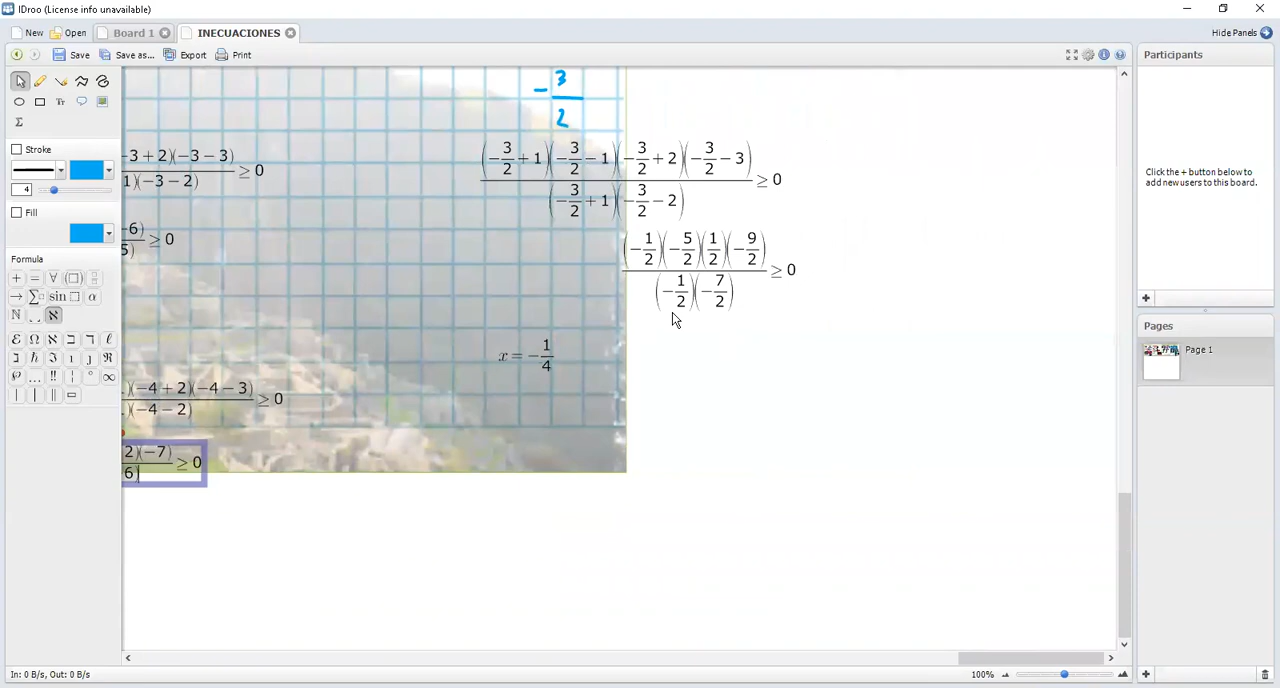 IDroo (License info unavailable)
New Open Board 1 INECUACIONES Hide Panels
Save Save as... Export Print
Participants
Click the + button below to
add new users to this board.
Pages
Page 1
Stroke
4
Fill
Formula
+ = ∀ (□)
→ Σ sin □ α
ℕ ℵ
ℰ Ω ℵ ℶ ℸ ℓ
ℷ ℏ ℑ ı ȷ ℜ
℘ … !! ¦ ° ∞
| | ‖ ▭
- 3/2
(-3/2 + 1)(-3/2 - 1)(-3/2 + 2)(-3/2 - 3) / (-3/2 + 1)(-3/2 - 2) ≥ 0
-3 + 2)(-3 - 3) / 1)(-3 - 2) ≥ 0
-6) / 5) ≥ 0
(-1/2)(-5/2)(1/2)(-9/2) / (-1/2)(-7/2) ≥ 0
x = -1/4
)(-4 + 2)(-4 - 3) / )(-4 - 2) ≥ 0
2)(-7) / 6) ≥ 0
In: 0 B/s, Out: 0 B/s 100%